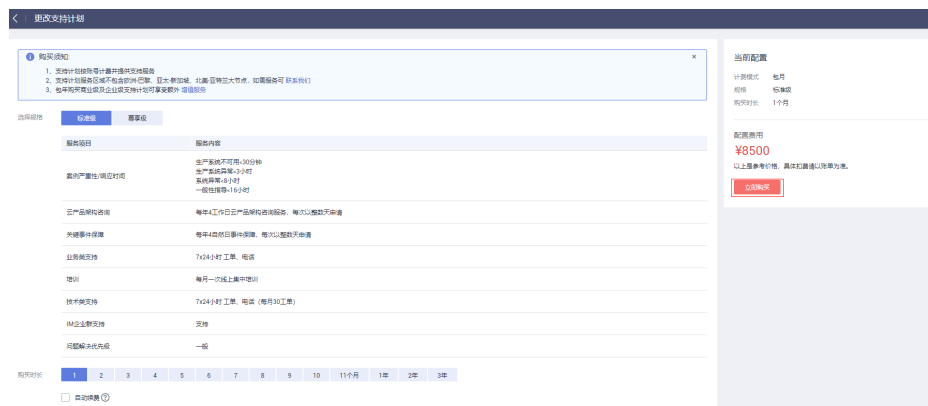 更改支持计划
购买须知:
1、支持计划按账号计费并提供支持服务
2、支持计划服务区域不包含欧洲-巴黎、亚太-新加坡、北美-亚特兰大节点，如需服务可 联系我们
3、包年购买商业级及企业级支持计划可享受额外 增值服务
选择规格
标准级
尊享级
服务项目 服务内容
案例严重性/响应时间
生产系统不可用<30分钟
生产系统异常<3小时
系统异常<8小时
一般性指导<16小时
云产品架构咨询 每年4工作日云产品架构咨询服务，每次以整数天申请
关键事件保障 每年4自然日事件保障，每次以整数天申请
业务类支持 7x24小时 工单、电话
培训 每月一次线上集中培训
技术类支持 7x24小时 工单、电话（每月30工单）
IM企业群支持 支持
问题解决优先级 一般
购买时长 1 2 3 4 5 6 7 8 9 10 11个月 1年 2年 3年
自动续费
当前配置
计费模式 包月
规格 标准级
购买时长 1个月
配置费用
¥8500
以上是参考价格，具体扣费请以账单为准。
立即购买